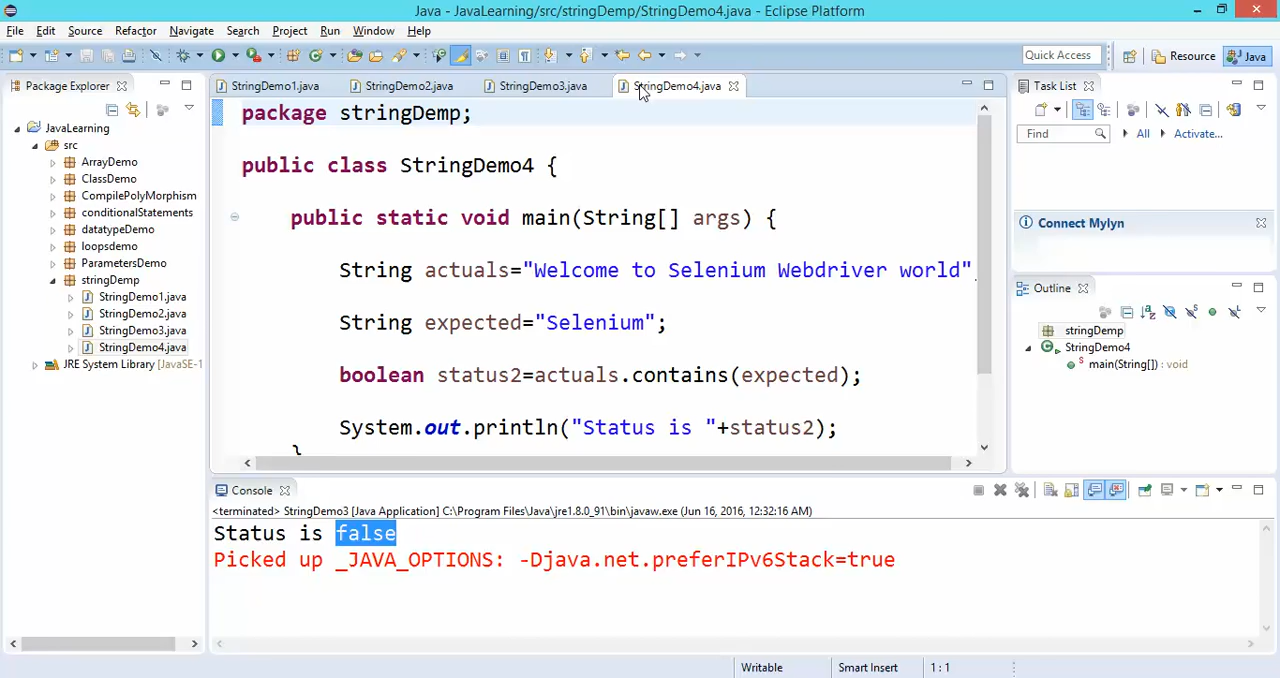 Java - JavaLearning/src/stringDemp/StringDemo4.java - Eclipse Platform
File Edit Source Refactor Navigate Search Project Run Window Help
Quick Access Resource Java
Package Explorer
JavaLearning
src
ArrayDemo
ClassDemo
CompilePolyMorphism
conditionalStatements
datatypeDemo
loopsdemo
ParametersDemo
stringDemp
StringDemo1.java
StringDemo2.java
StringDemo3.java
StringDemo4.java
JRE System Library [JavaSE-1
StringDemo1.java StringDemo2.java StringDemo3.java StringDemo4.java
package stringDemp;
public class StringDemo4 {
public static void main(String[] args) {
String actuals="Welcome to Selenium Webdriver world"
String expected="Selenium";
boolean status2=actuals.contains(expected);
System.out.println("Status is "+status2);
}
Task List
Find All Activate...
Connect Mylyn
Outline
stringDemp
StringDemo4
main(String[]) : void
Console
<terminated> StringDemo3 [Java Application] C:\Program Files\Java\jre1.8.0_91\bin\javaw.exe (Jun 16, 2016, 12:32:16 AM)
Status is false
Picked up _JAVA_OPTIONS: -Djava.net.preferIPv6Stack=true
Writable Smart Insert 1 : 1